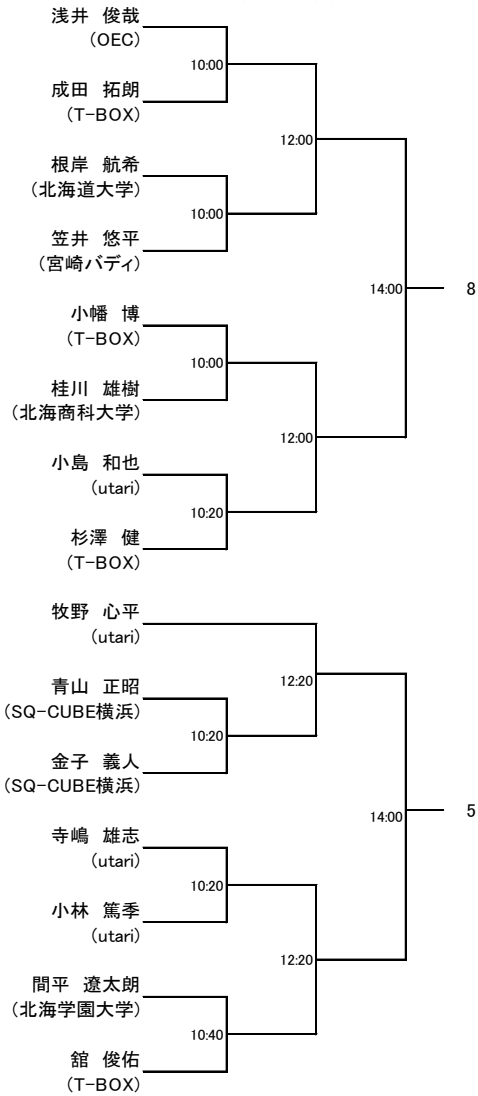 浅井 俊哉
(OEC)
10:00
成田 拓朗
(T-BOX)
12:00
根岸 航希
(北海道大学)
10:00
笠井 悠平
(宮崎バディ)
14:00
8
小幡 博
(T-BOX)
10:00
桂川 雄樹
(北海商科大学)
12:00
小島 和也
(utari)
10:20
杉澤 健
(T-BOX)
牧野 心平
(utari)
12:20
青山 正昭
(SQ-CUBE横浜)
10:20
金子 義人
(SQ-CUBE横浜)
14:00
5
寺嶋 雄志
(utari)
10:20
小林 篤季
(utari)
12:20
間平 遼太朗
(北海学園大学)
10:40
舘 俊佑
(T-BOX)